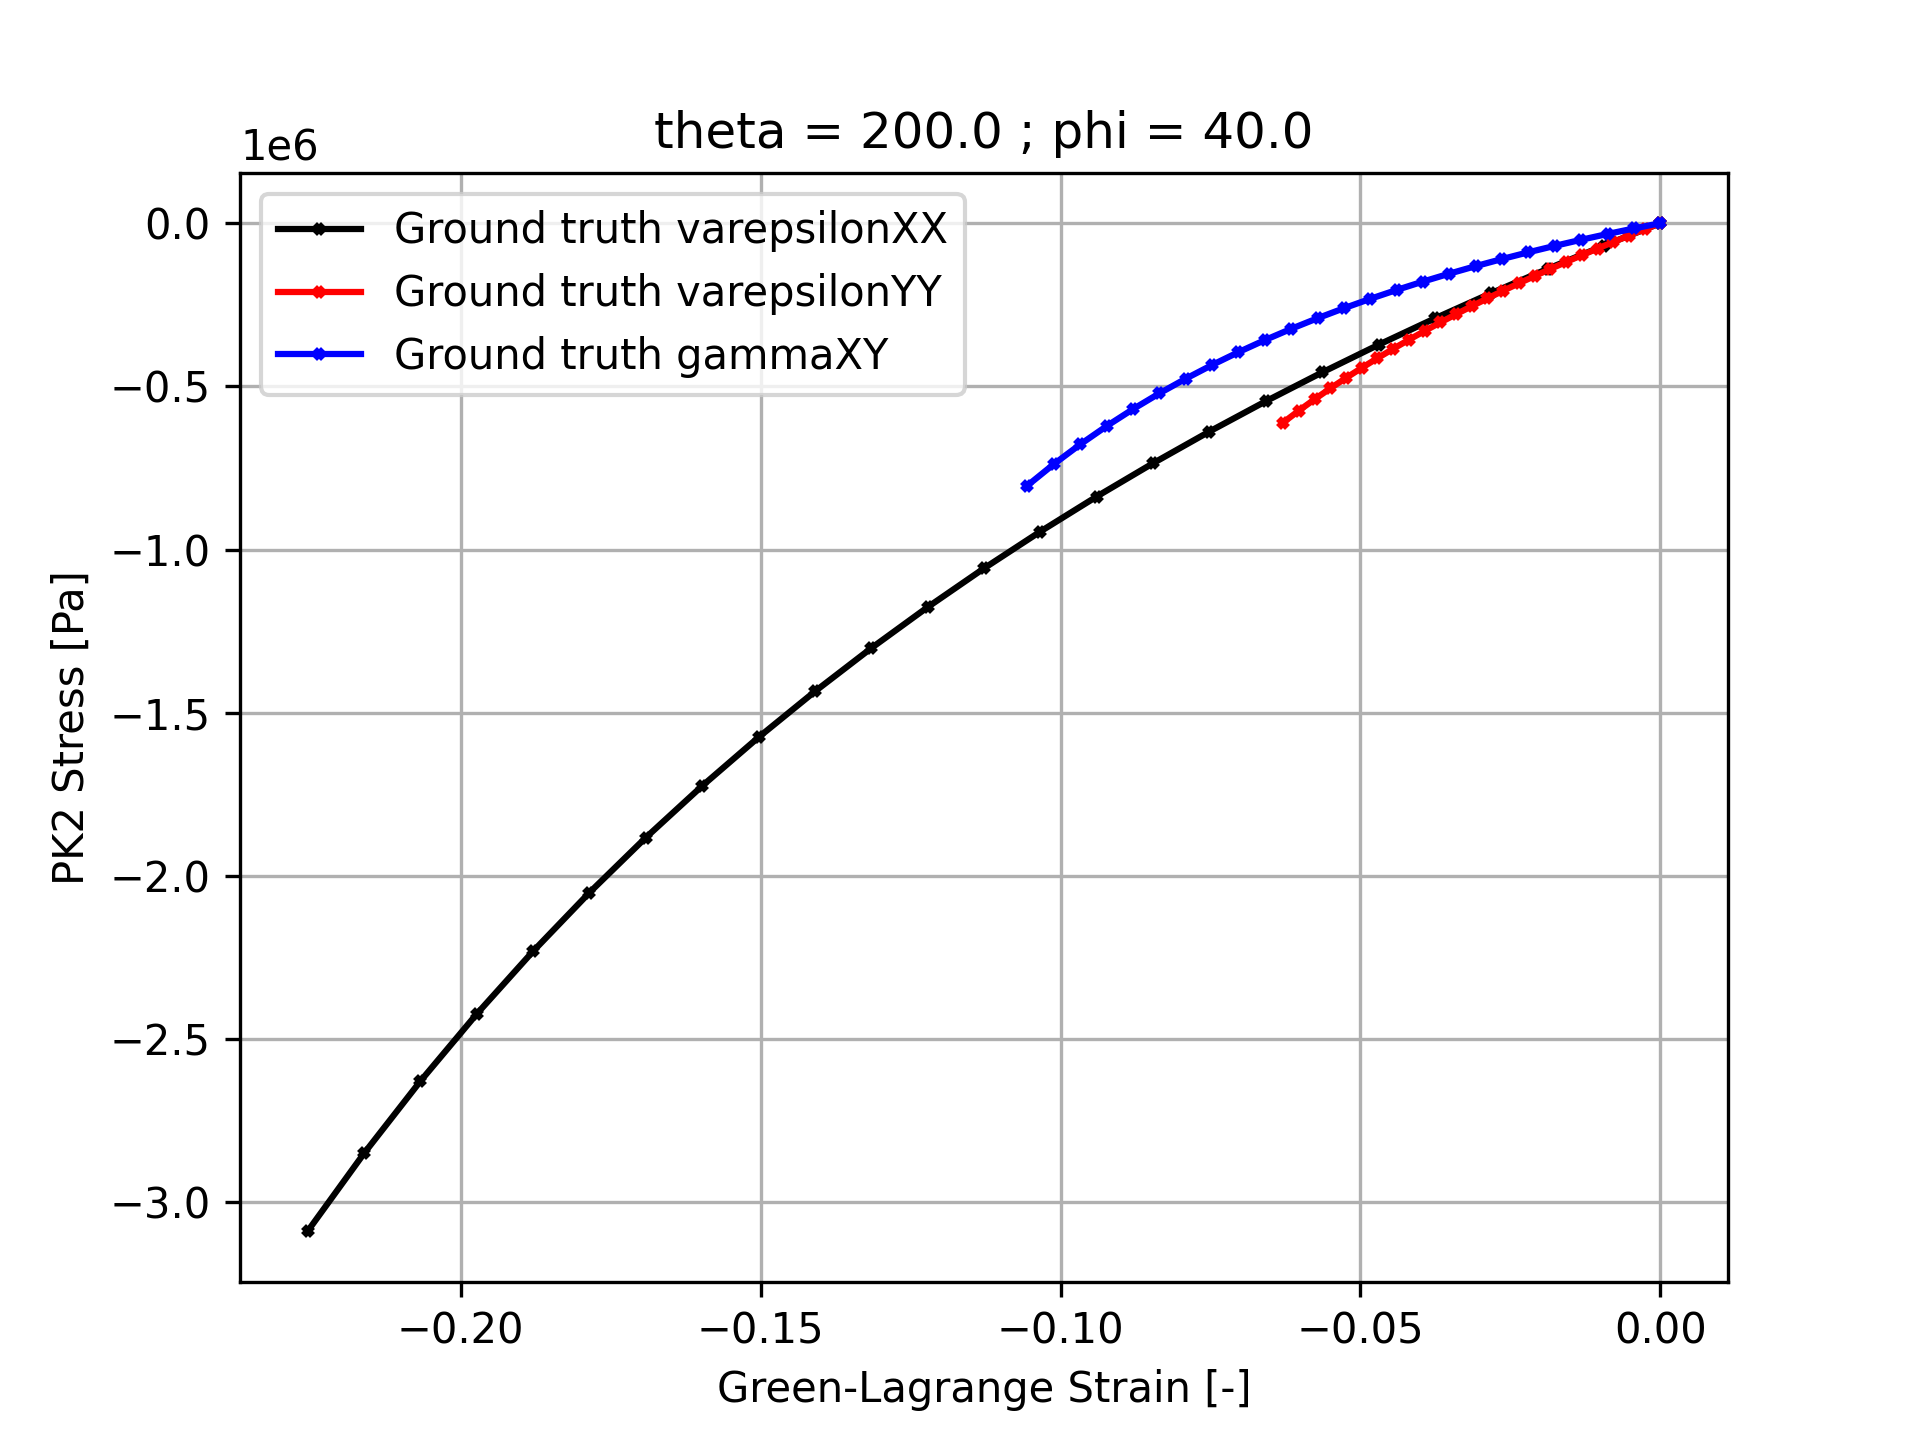 theta = 200.0 ; phi = 40.0
1e6
Ground truth varepsilonXX
Ground truth varepsilonYY
Ground truth gammaXY
0.0
−0.5
−1.0
−1.5
−2.0
−2.5
−3.0
PK2 Stress [Pa]
−0.20 −0.15 −0.10 −0.05 0.00
Green-Lagrange Strain [-]